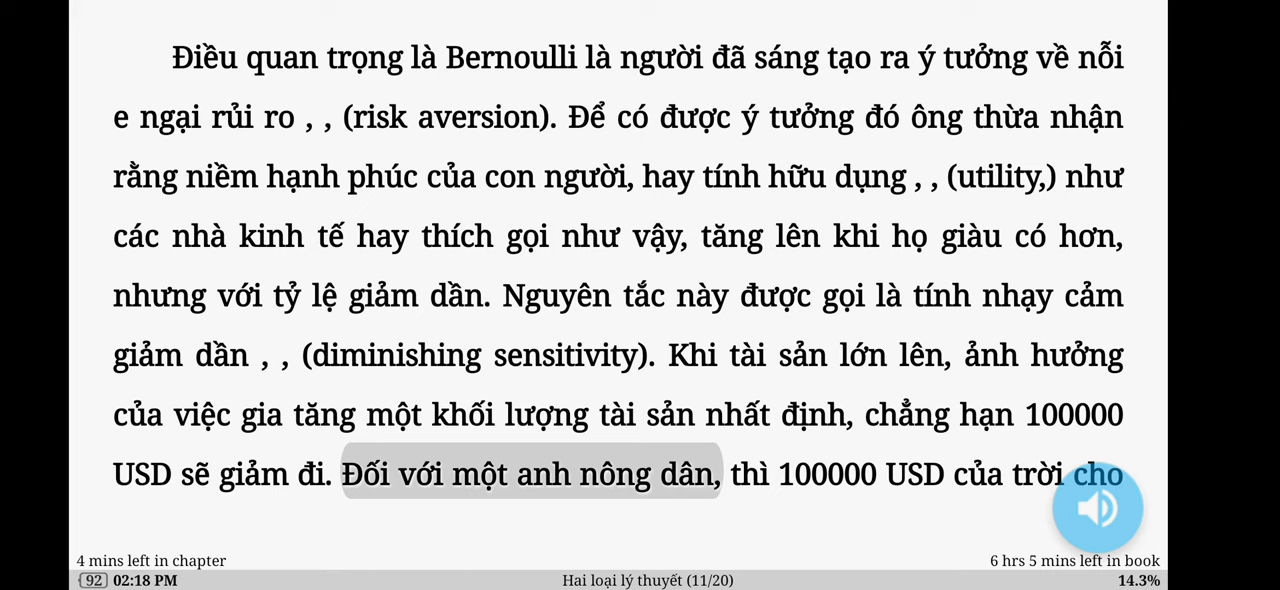 Điều quan trọng là Bernoulli là người đã sáng tạo ra ý tưởng về nỗi
e ngại rủi ro , , (risk aversion). Để có được ý tưởng đó ông thừa nhận
rằng niềm hạnh phúc của con người, hay tính hữu dụng , , (utility,) như
các nhà kinh tế hay thích gọi như vậy, tăng lên khi họ giàu có hơn,
nhưng với tỷ lệ giảm dần. Nguyên tắc này được gọi là tính nhạy cảm
giảm dần , , (diminishing sensitivity). Khi tài sản lớn lên, ảnh hưởng
của việc gia tăng một khối lượng tài sản nhất định, chẳng hạn 100000
USD sẽ giảm đi. Đối với một anh nông dân, thì 100000 USD của trời cho
4 mins left in chapter 6 hrs 5 mins left in book
92 02:18 PM Hai loại lý thuyết (11/20) 14.3%